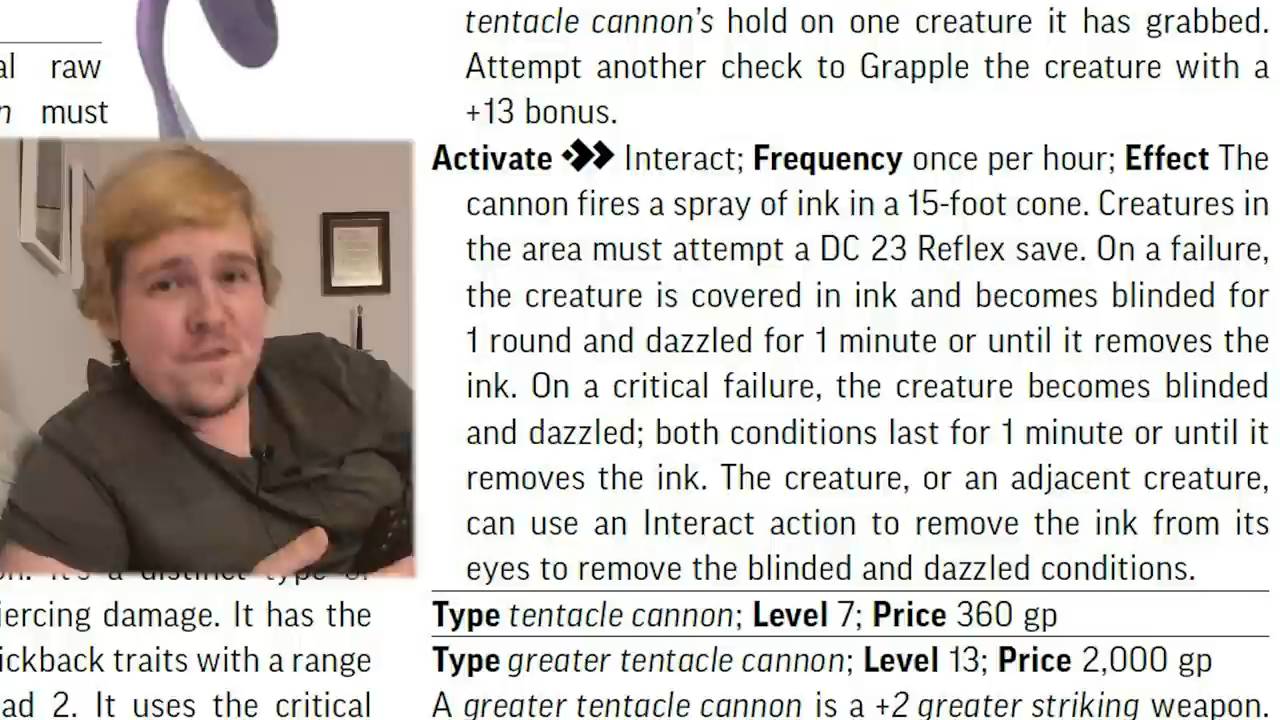 al raw
n must
tentacle cannon's hold on one creature it has grabbed.
Attempt another check to Grapple the creature with a
+13 bonus.
Activate Interact; Frequency once per hour; Effect The
cannon fires a spray of ink in a 15-foot cone. Creatures in
the area must attempt a DC 23 Reflex save. On a failure,
the creature is covered in ink and becomes blinded for
1 round and dazzled for 1 minute or until it removes the
ink. On a critical failure, the creature becomes blinded
and dazzled; both conditions last for 1 minute or until it
removes the ink. The creature, or an adjacent creature,
can use an Interact action to remove the ink from its
eyes to remove the blinded and dazzled conditions.
Type tentacle cannon; Level 7; Price 360 gp
Type greater tentacle cannon; Level 13; Price 2,000 gp
A greater tentacle cannon is a +2 greater striking weapon.
iercing damage. It has the
ickback traits with a range
ad 2. It uses the critical